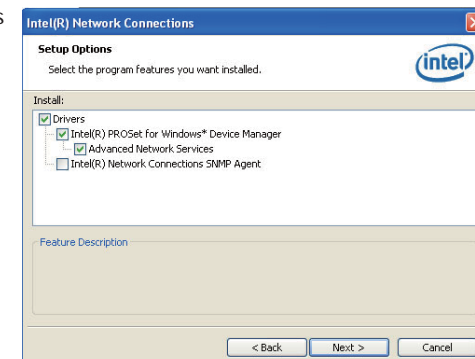 s
Intel(R) Network Connections
Setup Options
Select the program features you want installed.
intel
Install:
Drivers
Intel(R) PROSet for Windows* Device Manager
Advanced Network Services
Intel(R) Network Connections SNMP Agent
Feature Description
< Back Next > Cancel